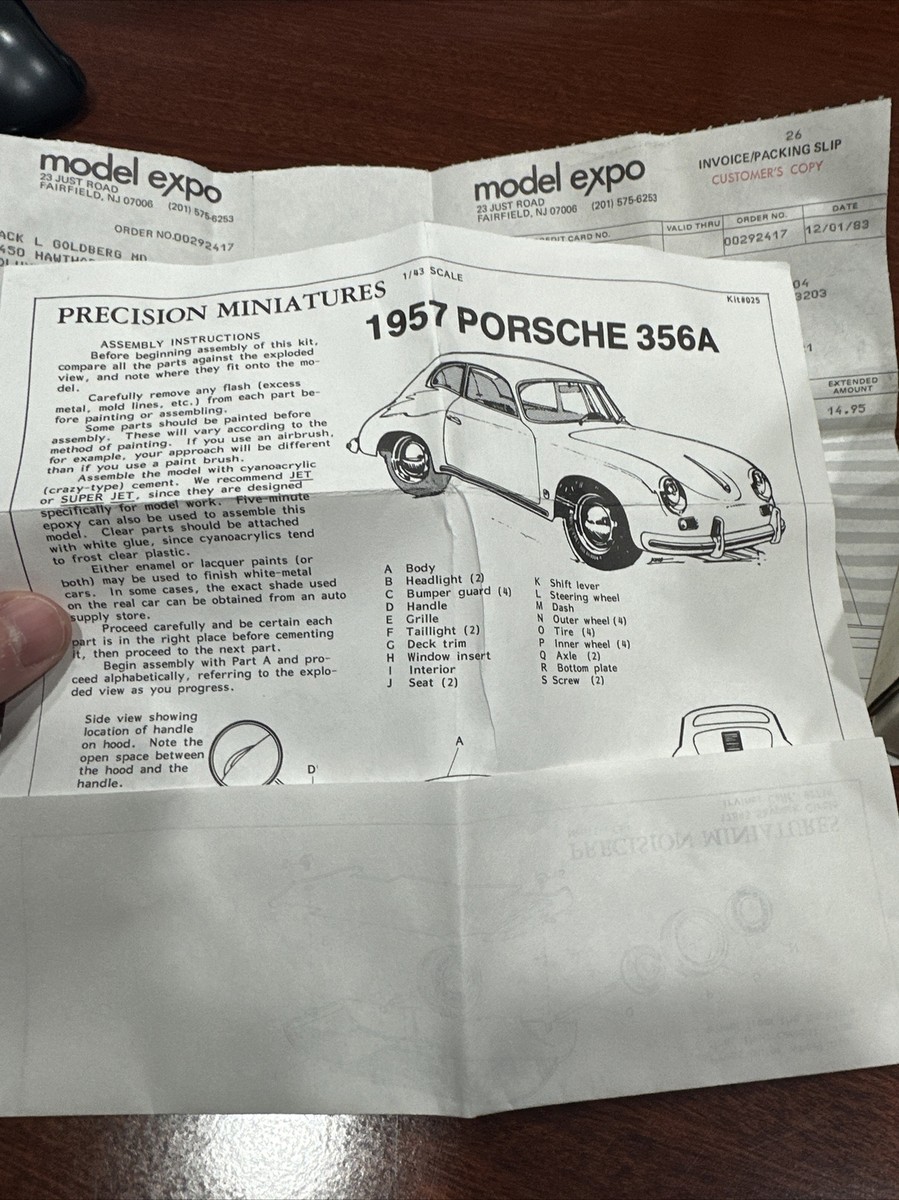 model expo
23 JUST ROAD
FAIRFIELD, NJ 07006 (201) 575-6253
ORDER NO.00292417
ACK L GOLDBERG MD
450
model expo
23 JUST ROAD
FAIRFIELD, NJ 07006 (201) 575-6253
26
INVOICE/PACKING SLIP
CUSTOMER'S COPY
CARD NO.
VALID THRU
ORDER NO.
DATE
00292417
12/01/83
04
3203
EXTENDED
AMOUNT
14.95
1/43 SCALE
Kit#025
PRECISION MINIATURES
1957 PORSCHE 356A
ASSEMBLY INSTRUCTIONS
Before beginning assembly of this kit,
compare all the parts against the exploded
view, and note where they fit onto the mo-
del.
Carefully remove any flash (excess
metal, mold lines, etc.) from each part be-
fore painting or assembling.
Some parts should be painted before
assembly. These will vary according to the
method of painting. If you use an airbrush,
for example, your approach will be different
than if you use a paint brush.
Assemble the model with cyanoacrylic
(crazy-type) cement. We recommend JET
or SUPER JET, since they are designed
specifically for model work. Five-minute
epoxy can also be used to assemble this
model. Clear parts should be attached
with white glue, since cyanoacrylics tend
to frost clear plastic.
Either enamel or lacquer paints (or
both) may be used to finish white-metal
cars. In some cases, the exact shade used
on the real car can be obtained from an auto
supply store.
Proceed carefully and be certain each
part is in the right place before cementing
it, then proceed to the next part.
Begin assembly with Part A and pro-
ceed alphabetically, referring to the explo-
ded view as you progress.
A Body
B Headlight (2)
C Bumper guard (4)
D Handle
E Grille
F Taillight (2)
G Deck trim
H Window insert
I Interior
J Seat (2)
K Shift lever
L Steering wheel
M Dash
N Outer wheel (4)
O Tire (4)
P Inner wheel (4)
Q Axle (2)
R Bottom plate
S Screw (2)
Side view showing
location of handle
on hood. Note the
open space between
the hood and the
handle.
D
A
PRECISION MINIATURES